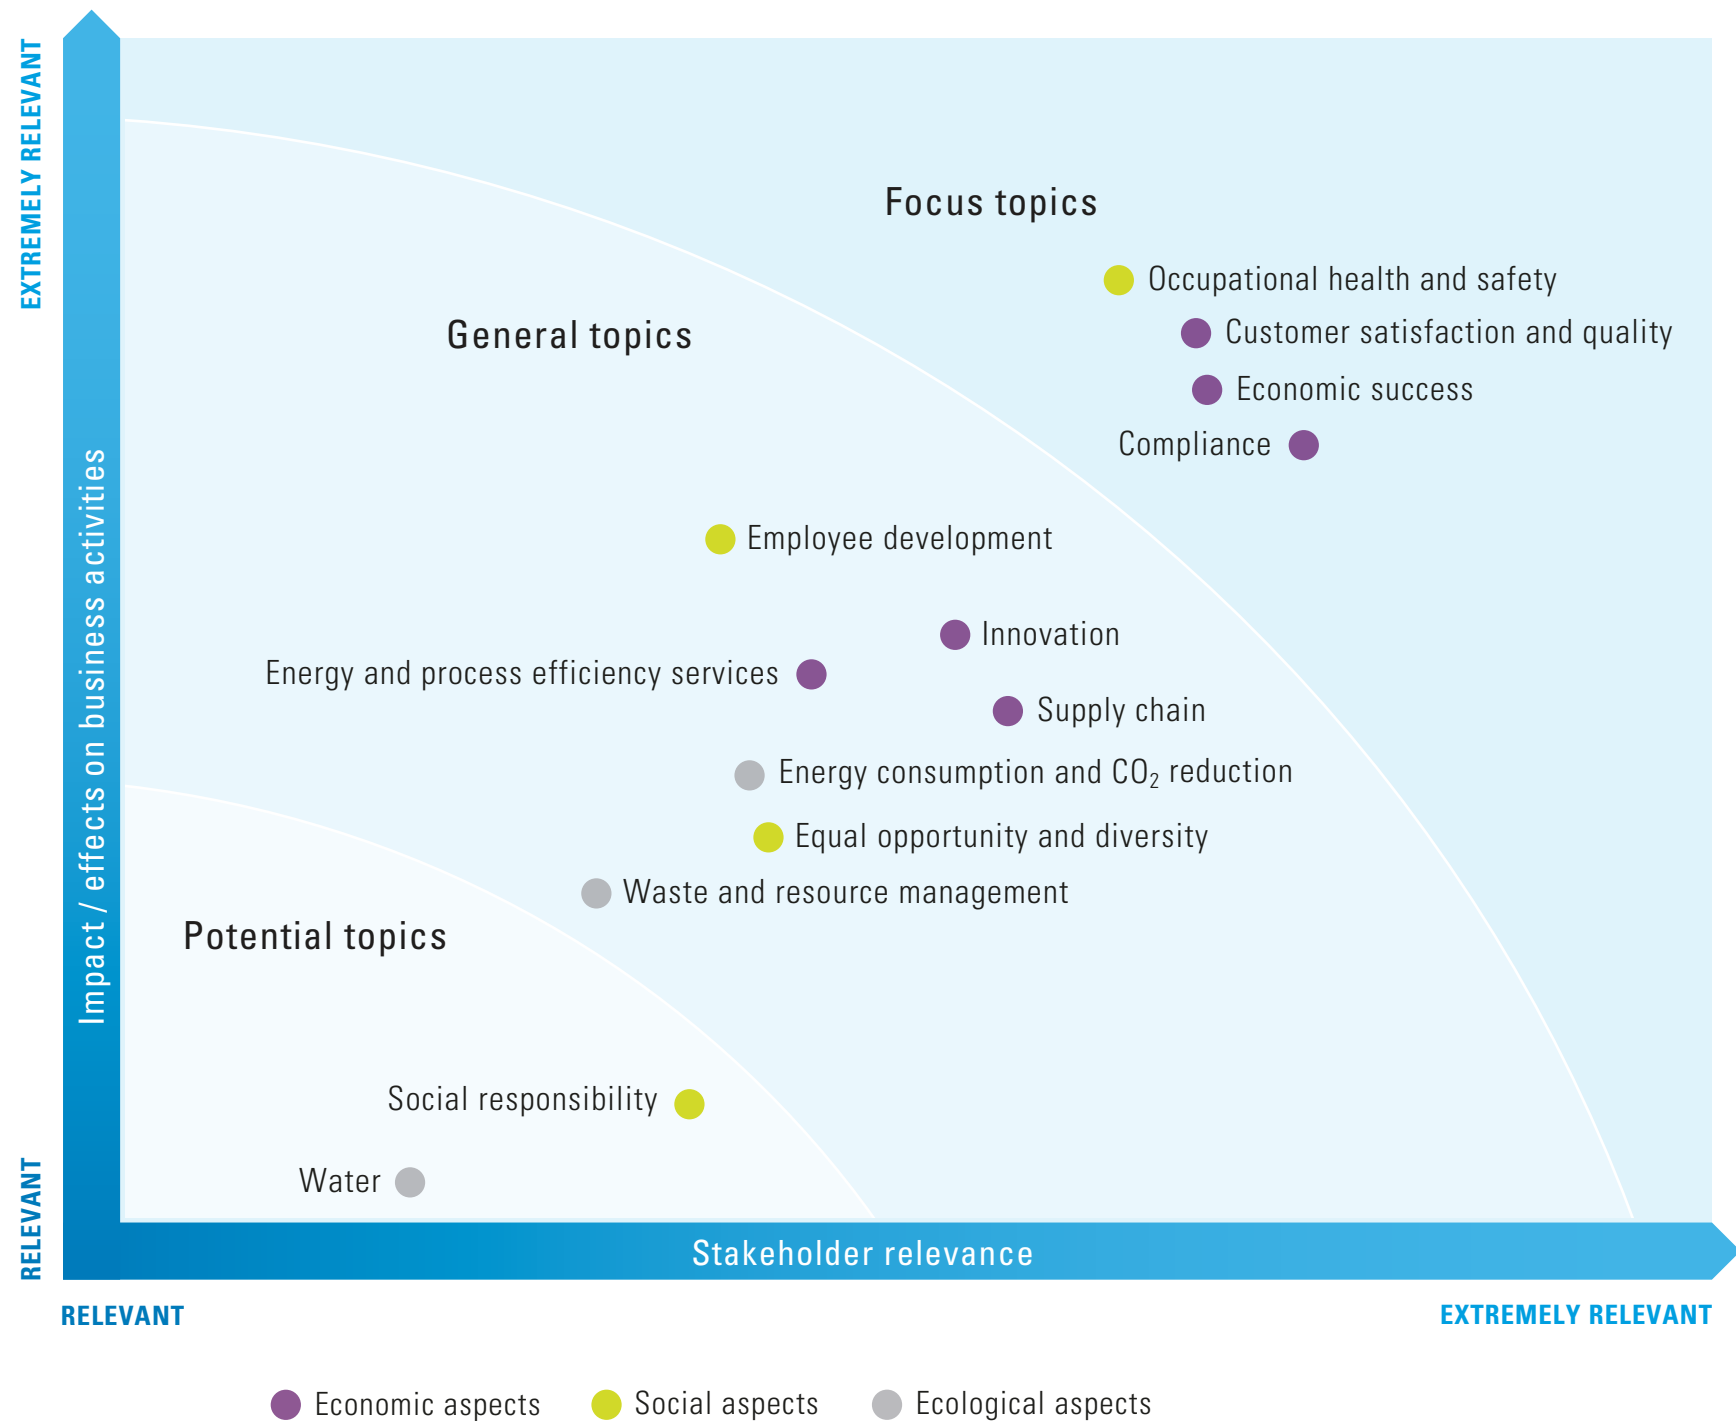 EXTREMELY RELEVANT
Focus topics
Occupational health and safety
Customer satisfaction and quality
General topics
Economic success
Compliance
Impact / effects on business activities
Employee development
Innovation
Energy and process efficiency services
Supply chain
Energy consumption and CO₂ reduction
Equal opportunity and diversity
Waste and resource management
Potential topics
Social responsibility
Water
RELEVANT
Stakeholder relevance
RELEVANT
EXTREMELY RELEVANT
Economic aspects
Social aspects
Ecological aspects